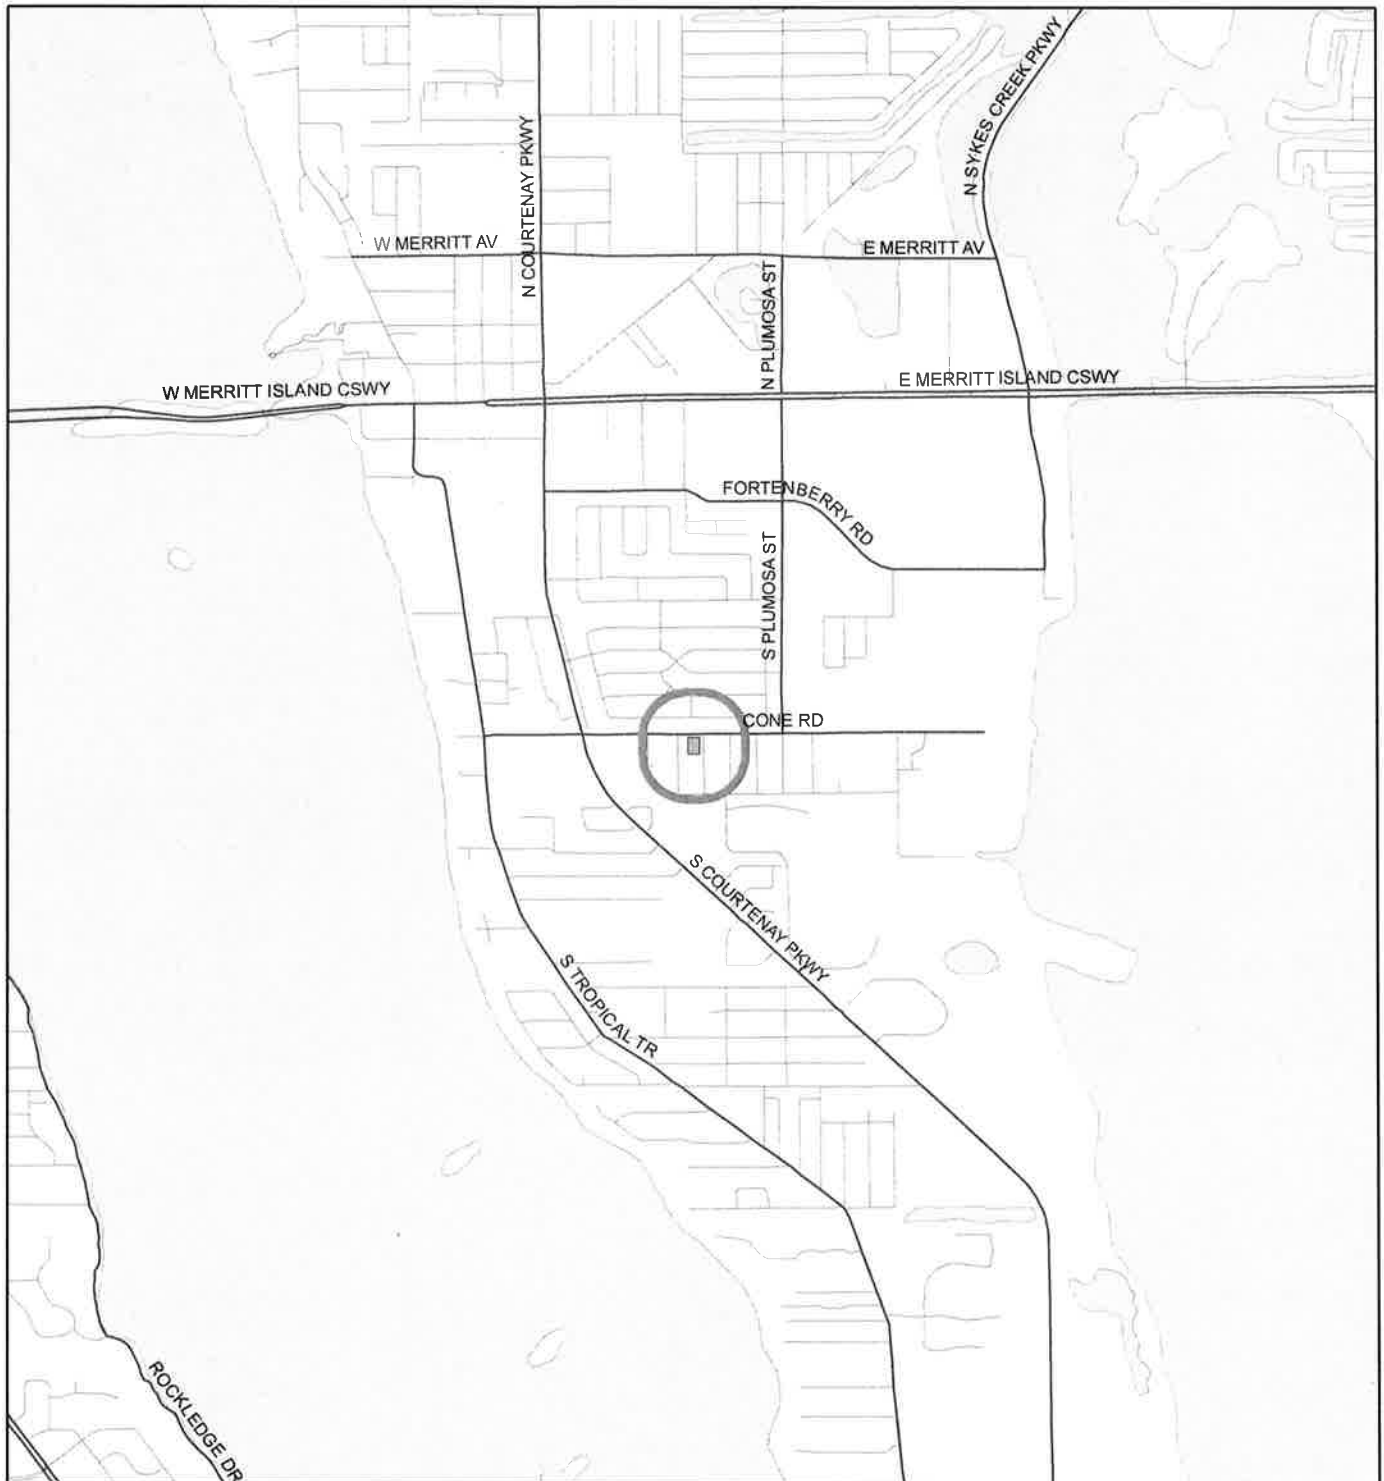 N SYKES CREEK PKWY
N COURTENAY PKWY
W MERRITT AV
E MERRITT AV
N PLUMOSA ST
W MERRITT ISLAND CSWY
E MERRITT ISLAND CSWY
FORTENBERRY RD
S PLUMOSA ST
CONE RD
S COURTENAY PKWY
S TROPICAL TR
ROCKLEDGE DR